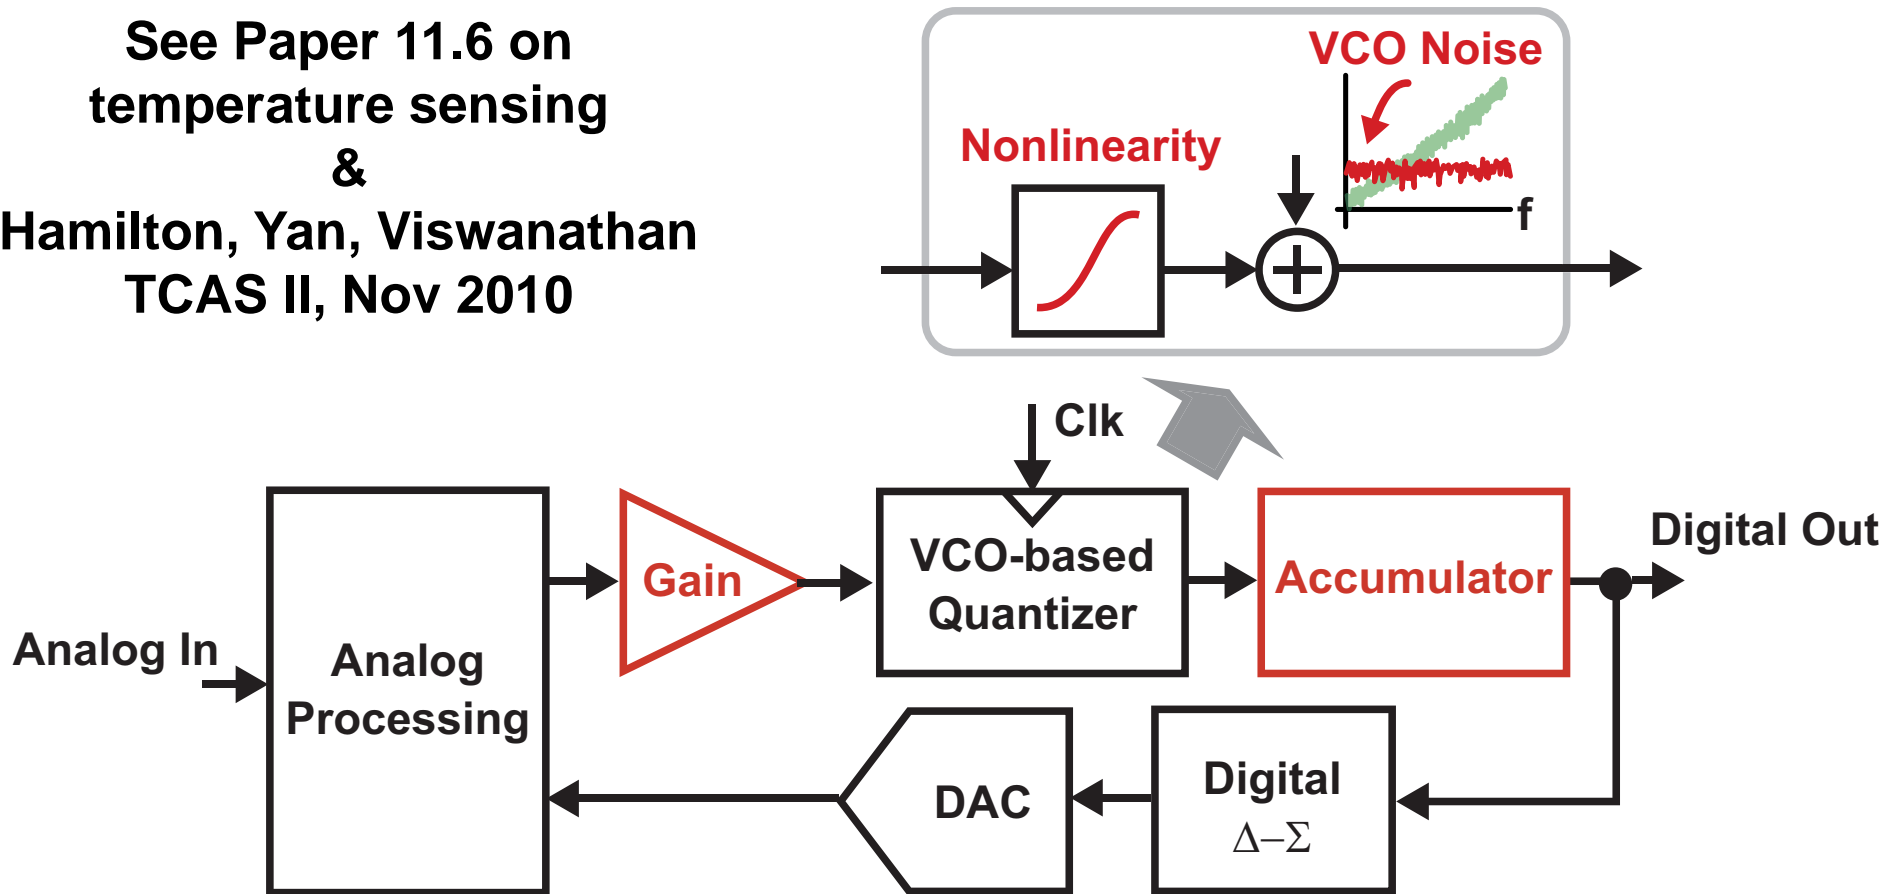 See Paper 11.6 on
temperature sensing
&
Hamilton, Yan, Viswanathan
TCAS II, Nov 2010
VCO Noise
Nonlinearity
f
Clk
Analog In
Analog
Processing
Gain
VCO-based
Quantizer
Accumulator
Digital Out
DAC
Digital
Δ–Σ